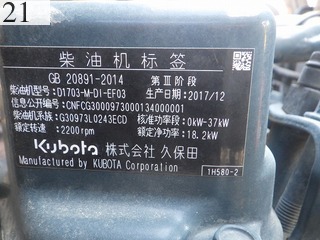 21
柴油机标签
GB 20891-2014 第Ⅲ阶段
柴油机型号: D1703-M-DI-EF03 生产日期: 2017/12
信息公开编号: CNFCG3000973000134000001
柴油机系族: G30973L0243ECD 核准功率段: 0kW-37kW
额定转速: 2200rpm 额定净功率: 18.2kW
Kubota 株式会社 久保田
Manufactured by KUBOTA Corporation
1H580-2